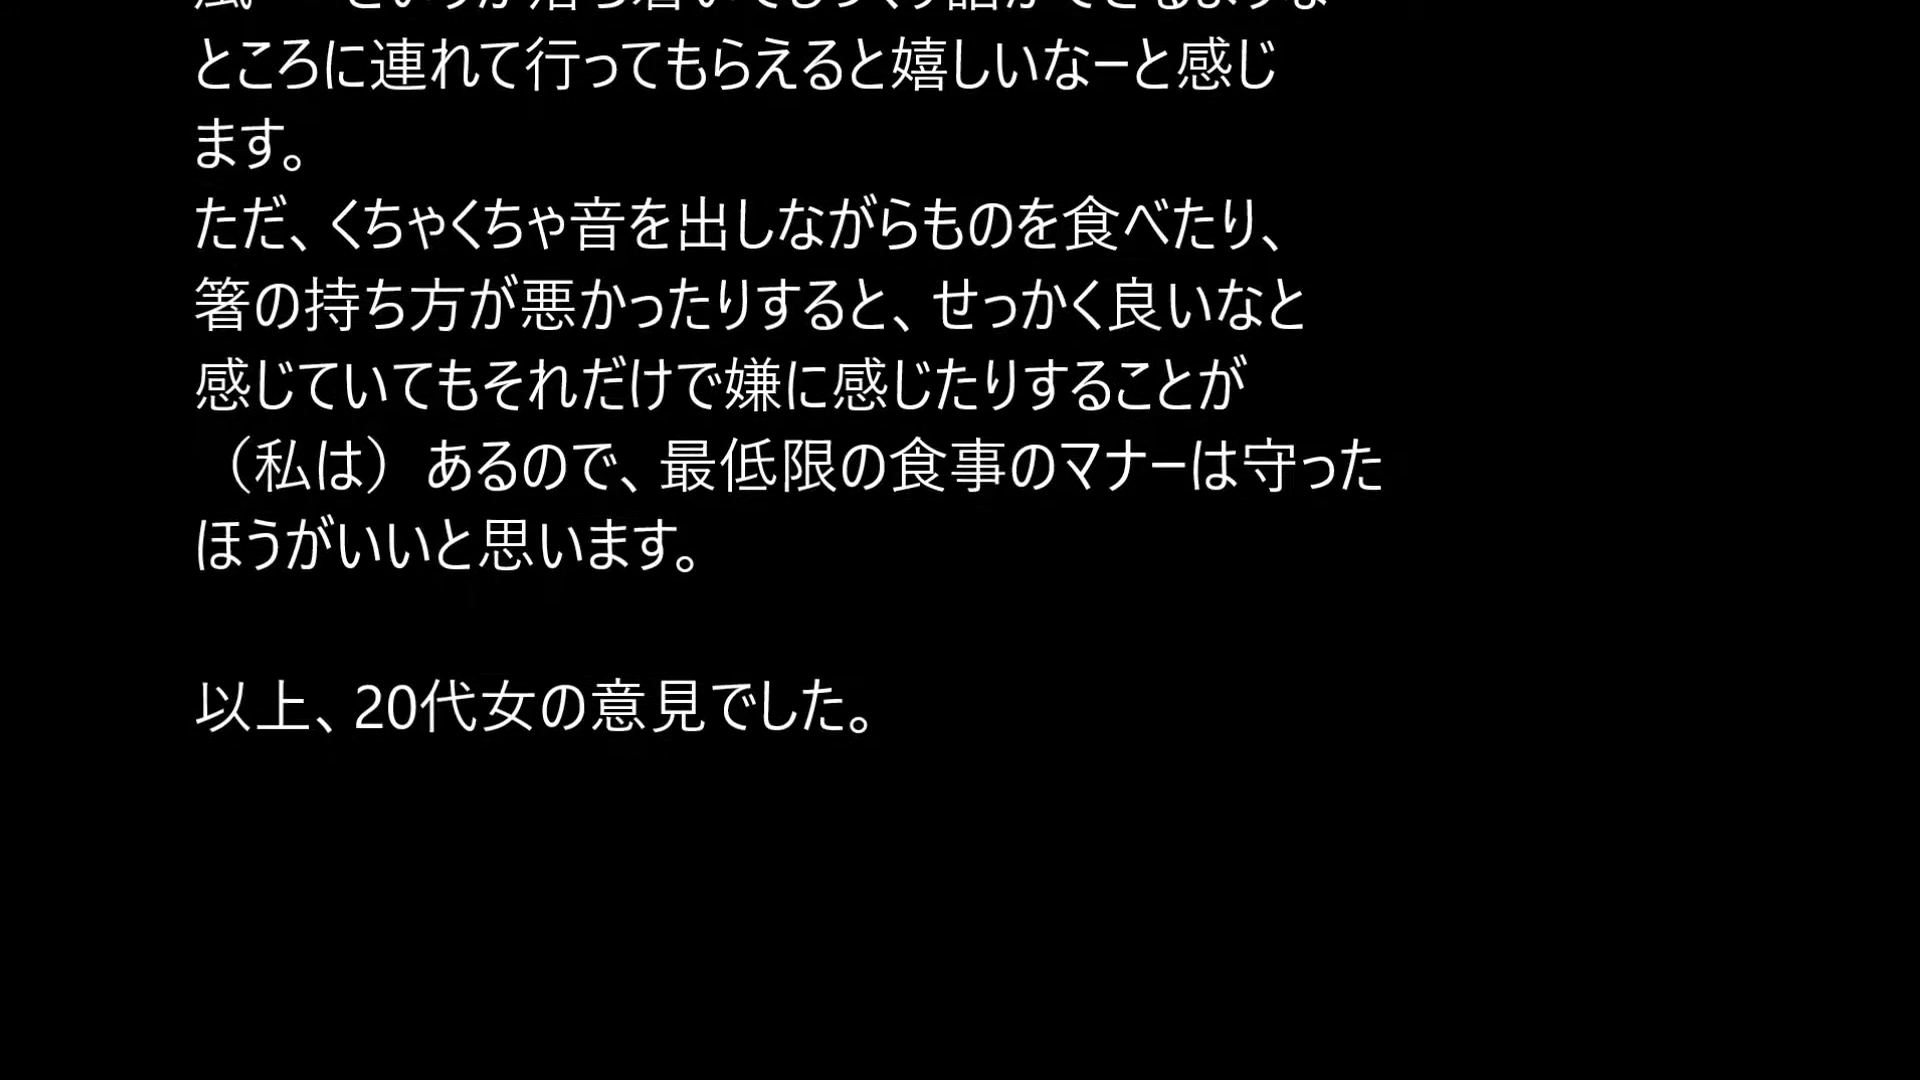 ところに連れて行ってもらえると嬉しいなーと感じ
ます。
ただ、くちゃくちゃ音を出しながらものを食べたり、
箸の持ち方が悪かったりすると、せっかく良いなと
感じていてもそれだけで嫌に感じたりすることが
（私は）あるので、最低限の食事のマナーは守った
ほうがいいと思います。
以上、20代女の意見でした。